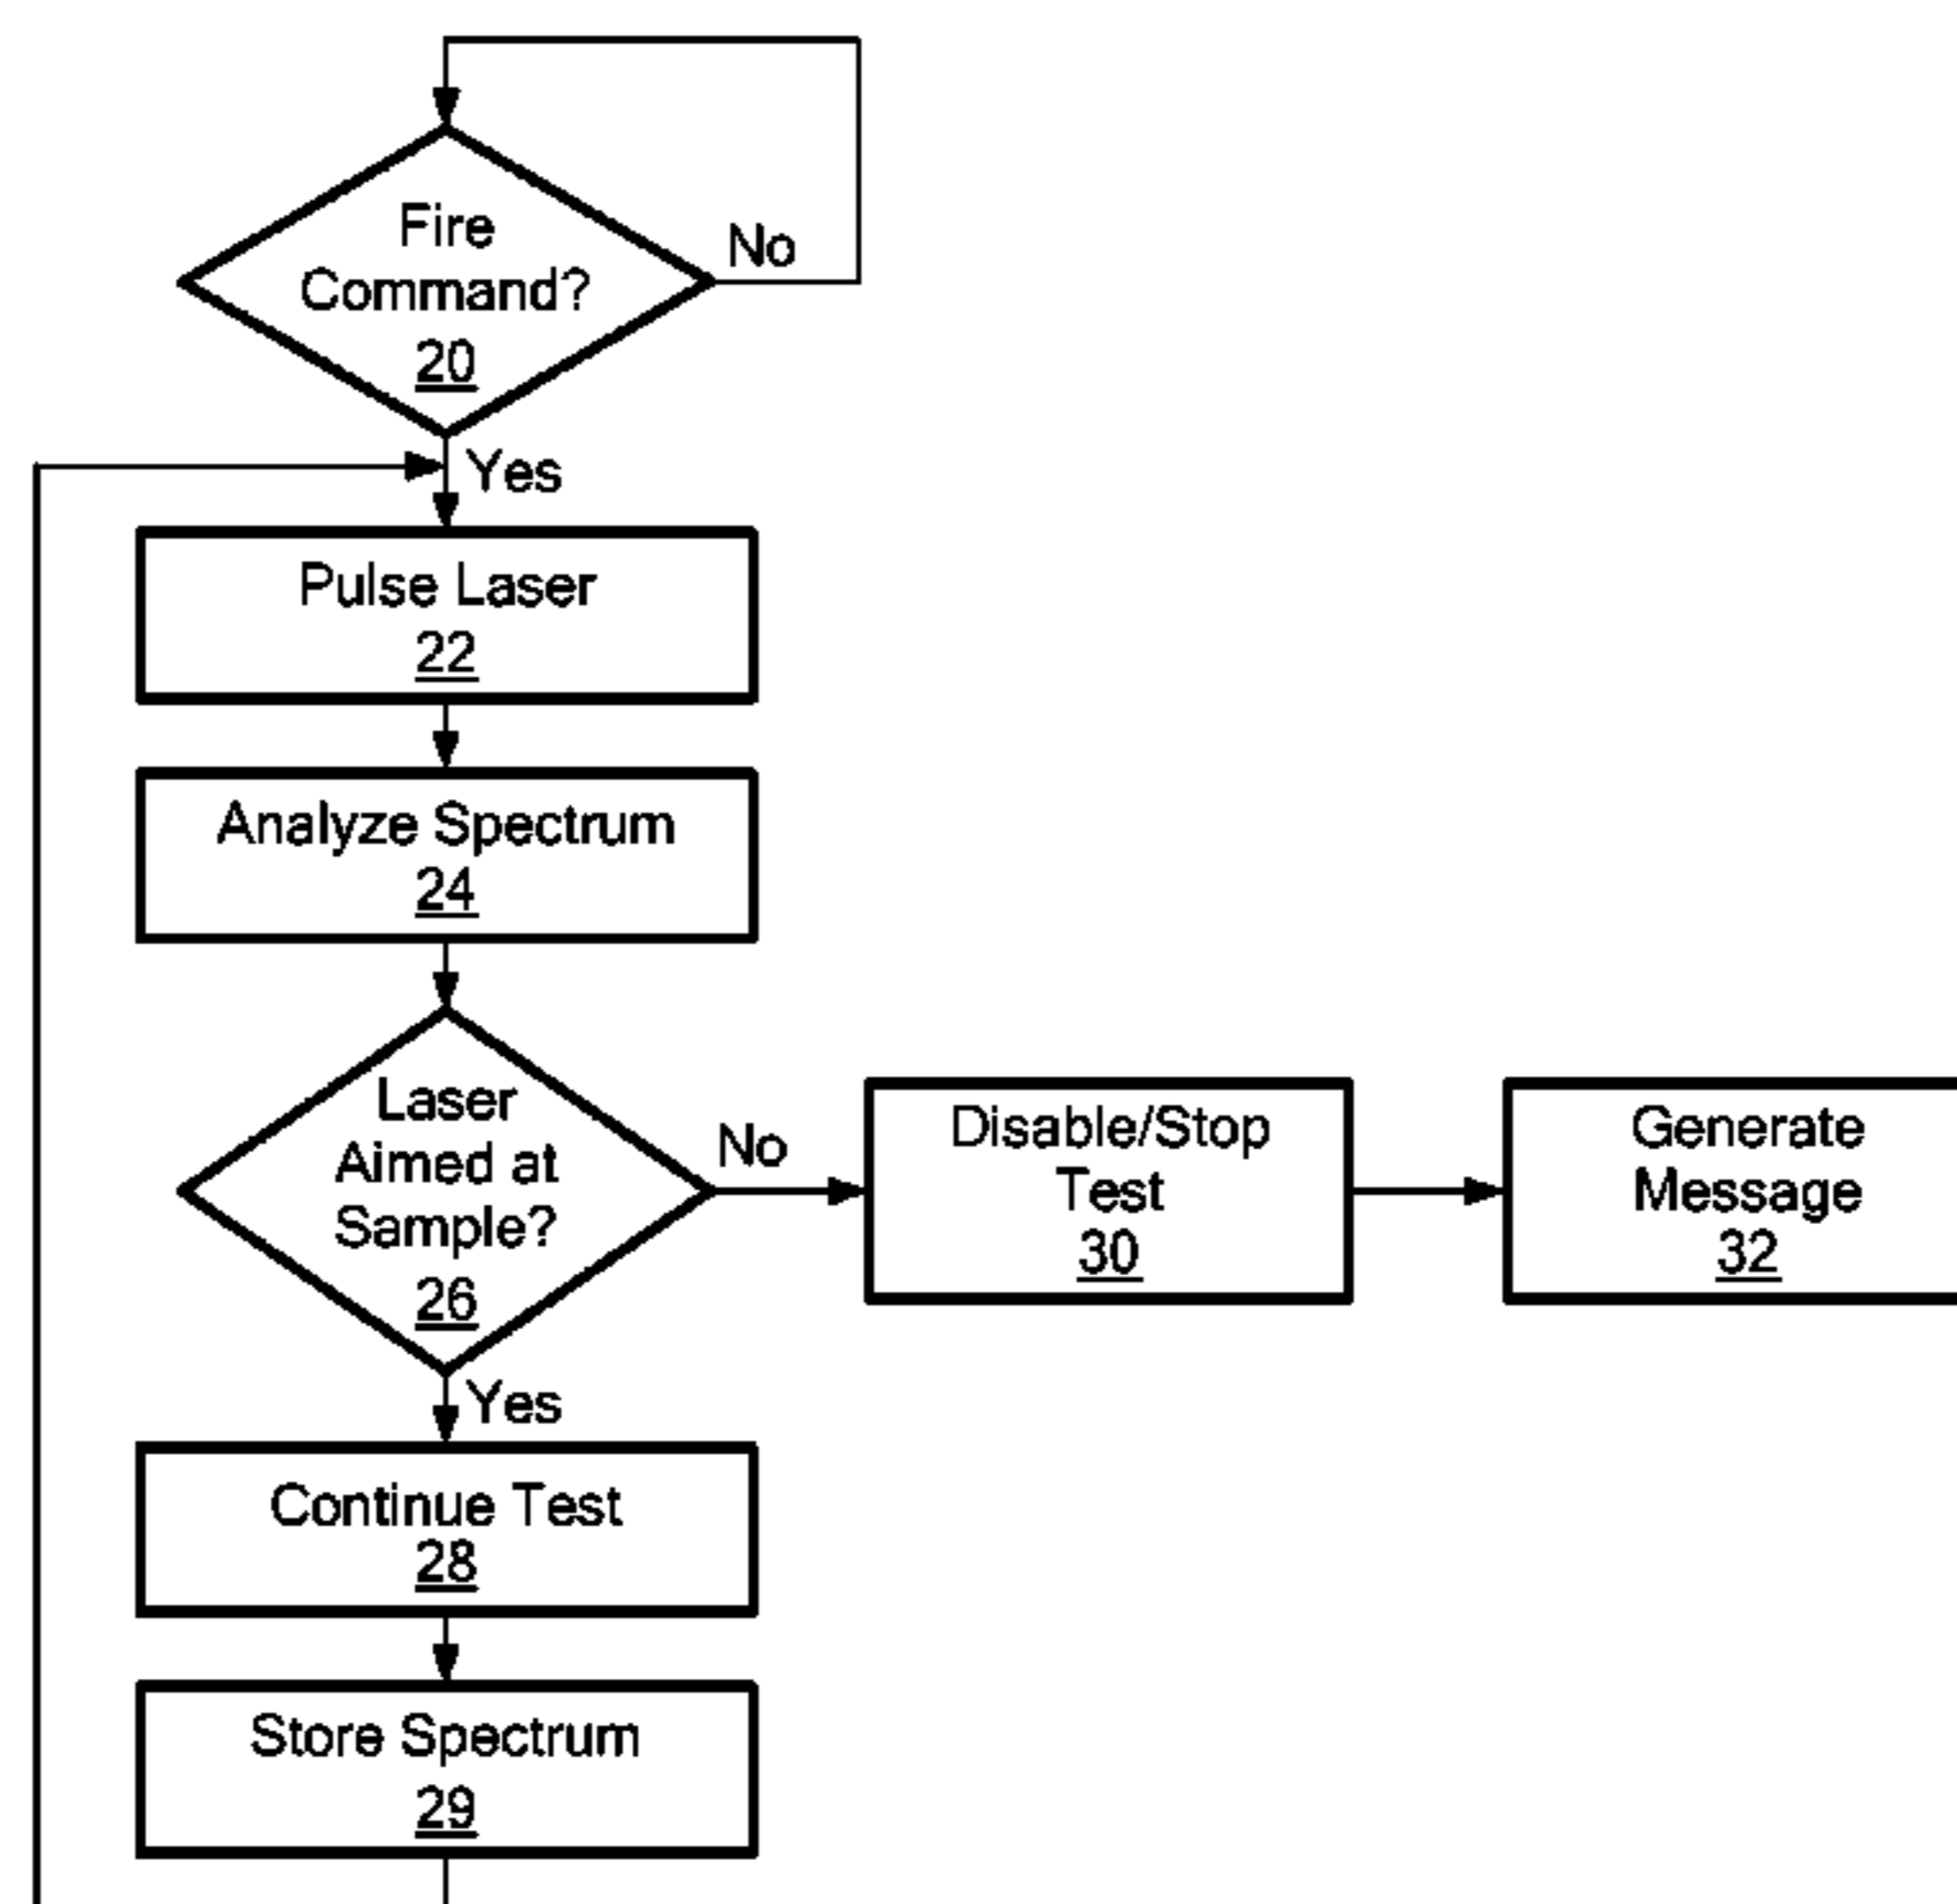 Fire
Command?
20
No
Yes
Pulse Laser
22
Analyze Spectrum
24
Laser
Aimed at
Sample?
26
No
Disable/Stop
Test
30
Generate
Message
32
Yes
Continue Test
28
Store Spectrum
29